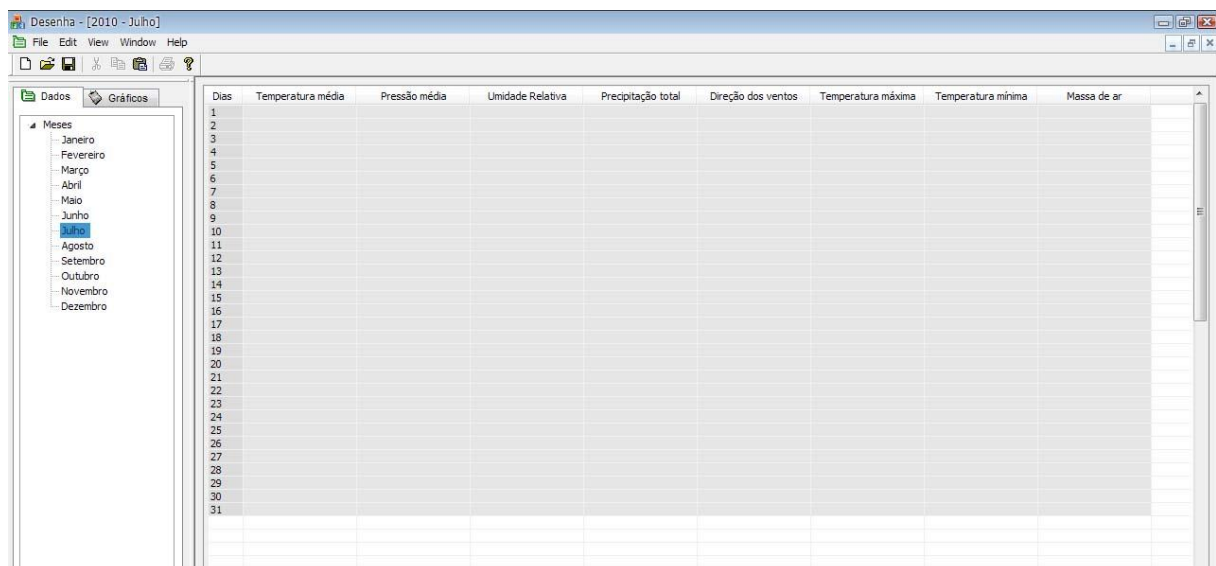 Desenha - [2010 - Julho]
File Edit View Window Help
Dados Gráficos
Meses
Janeiro
Fevereiro
Março
Abril
Maio
Junho
Julho
Agosto
Setembro
Outubro
Novembro
Dezembro
Dias Temperatura média Pressão média Umidade Relativa Precipitação total Direção dos ventos Temperatura máxima Temperatura mínima Massa de ar
1
2
3
4
5
6
7
8
9
10
11
12
13
14
15
16
17
18
19
20
21
22
23
24
25
26
27
28
29
30
31